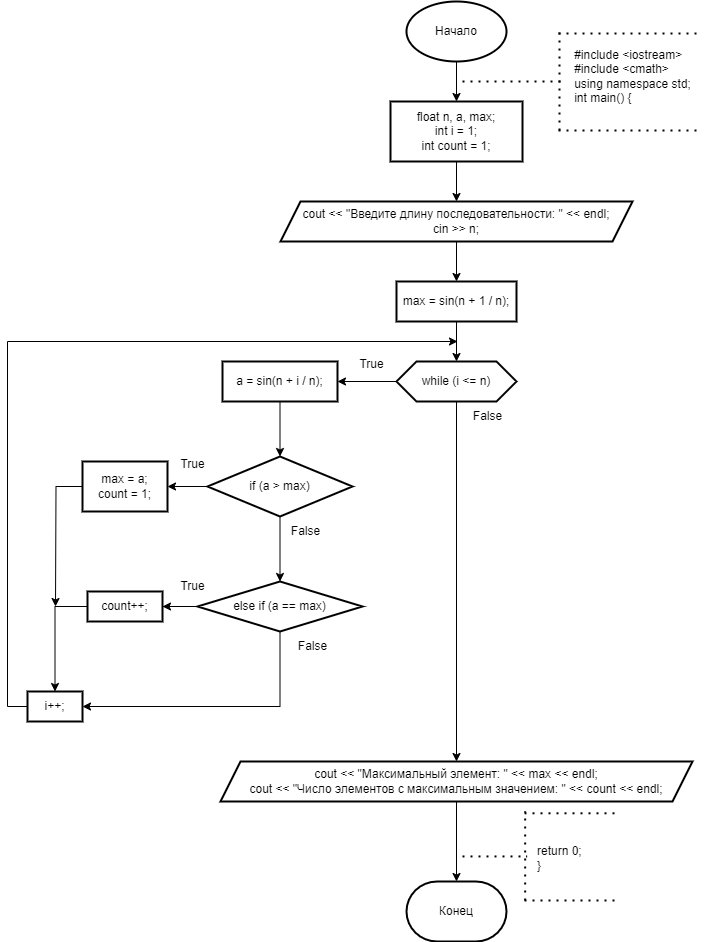 Начало
#include <iostream>
#include <cmath>
using namespace std;
int main() {
float n, a, max;
int i = 1;
int count = 1;
cout << "Введите длину последовательности: " << endl;
cin >> n;
max = sin(n + 1 / n);
while (i <= n)
True
False
a = sin(n + i / n);
if (a > max)
True
max = a;
count = 1;
False
else if (a == max)
True
count++;
False
i++;
cout << "Максимальный элемент: " << max << endl;
cout << "Число элементов с максимальным значением: " << count << endl;
return 0;
}
Конец